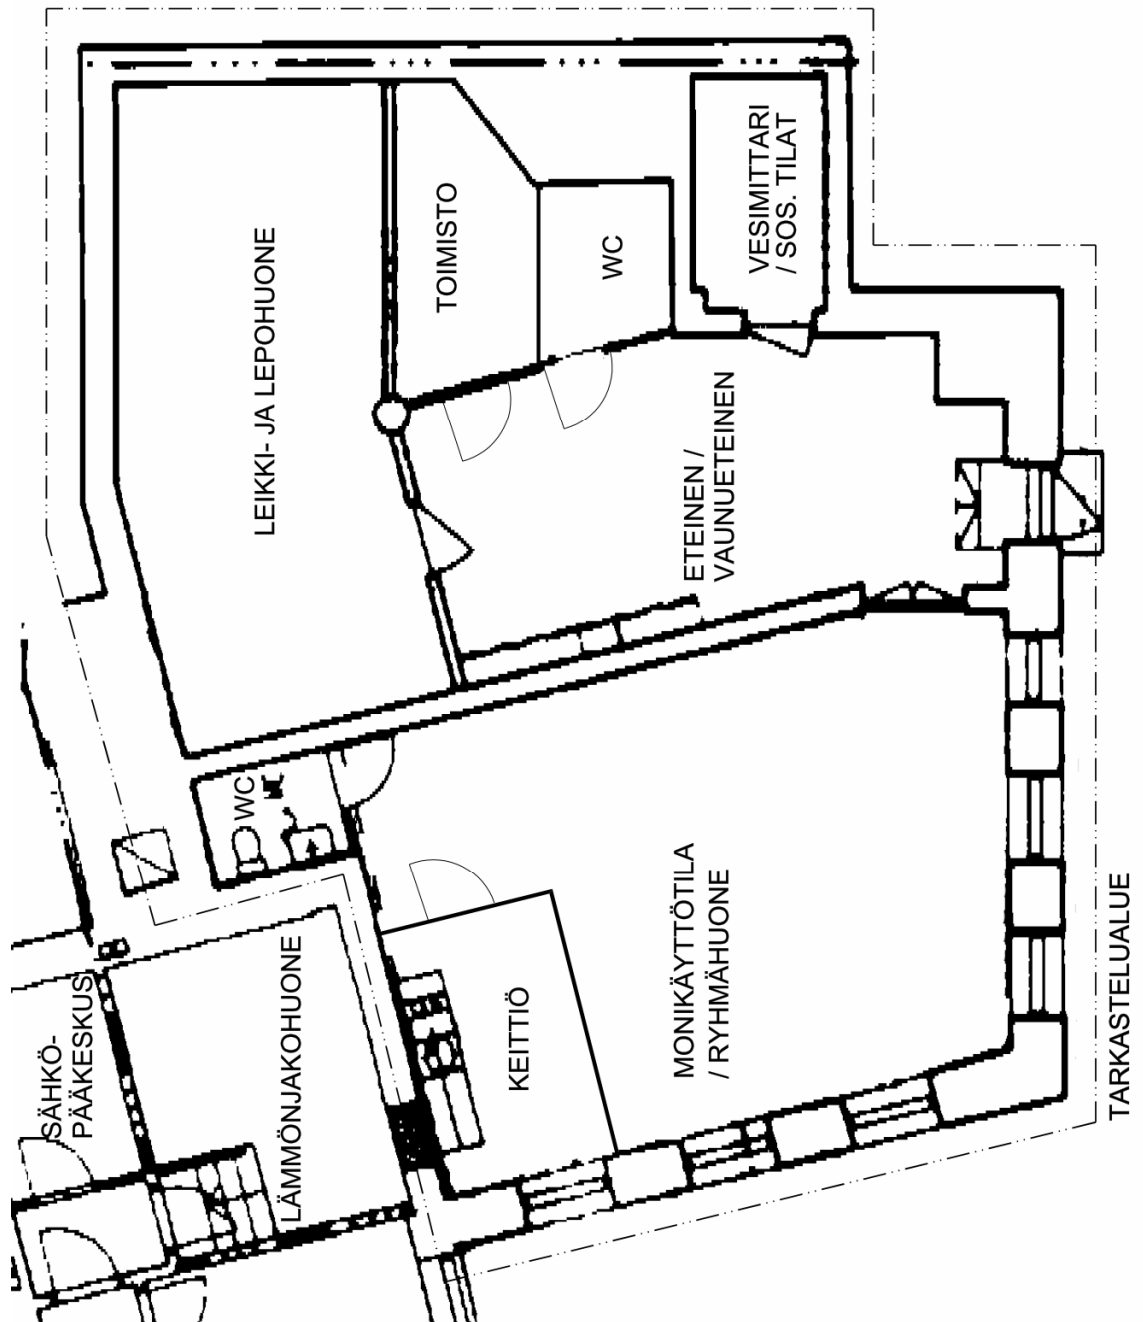 LEIKKI- JA LEPOHUONE
TOIMISTO
WC
VESIMITTARI
/ SOS. TILAT
ETEINEN /
VAUNUETEINEN
WC
SÄHKÖ-
PÄÄKESKUS
LÄMMÖNJAKOHUONE
KEITTIÖ
MONIKÄYTTÖTILA
/ RYHMÄHUONE
TARKASTELUALUE